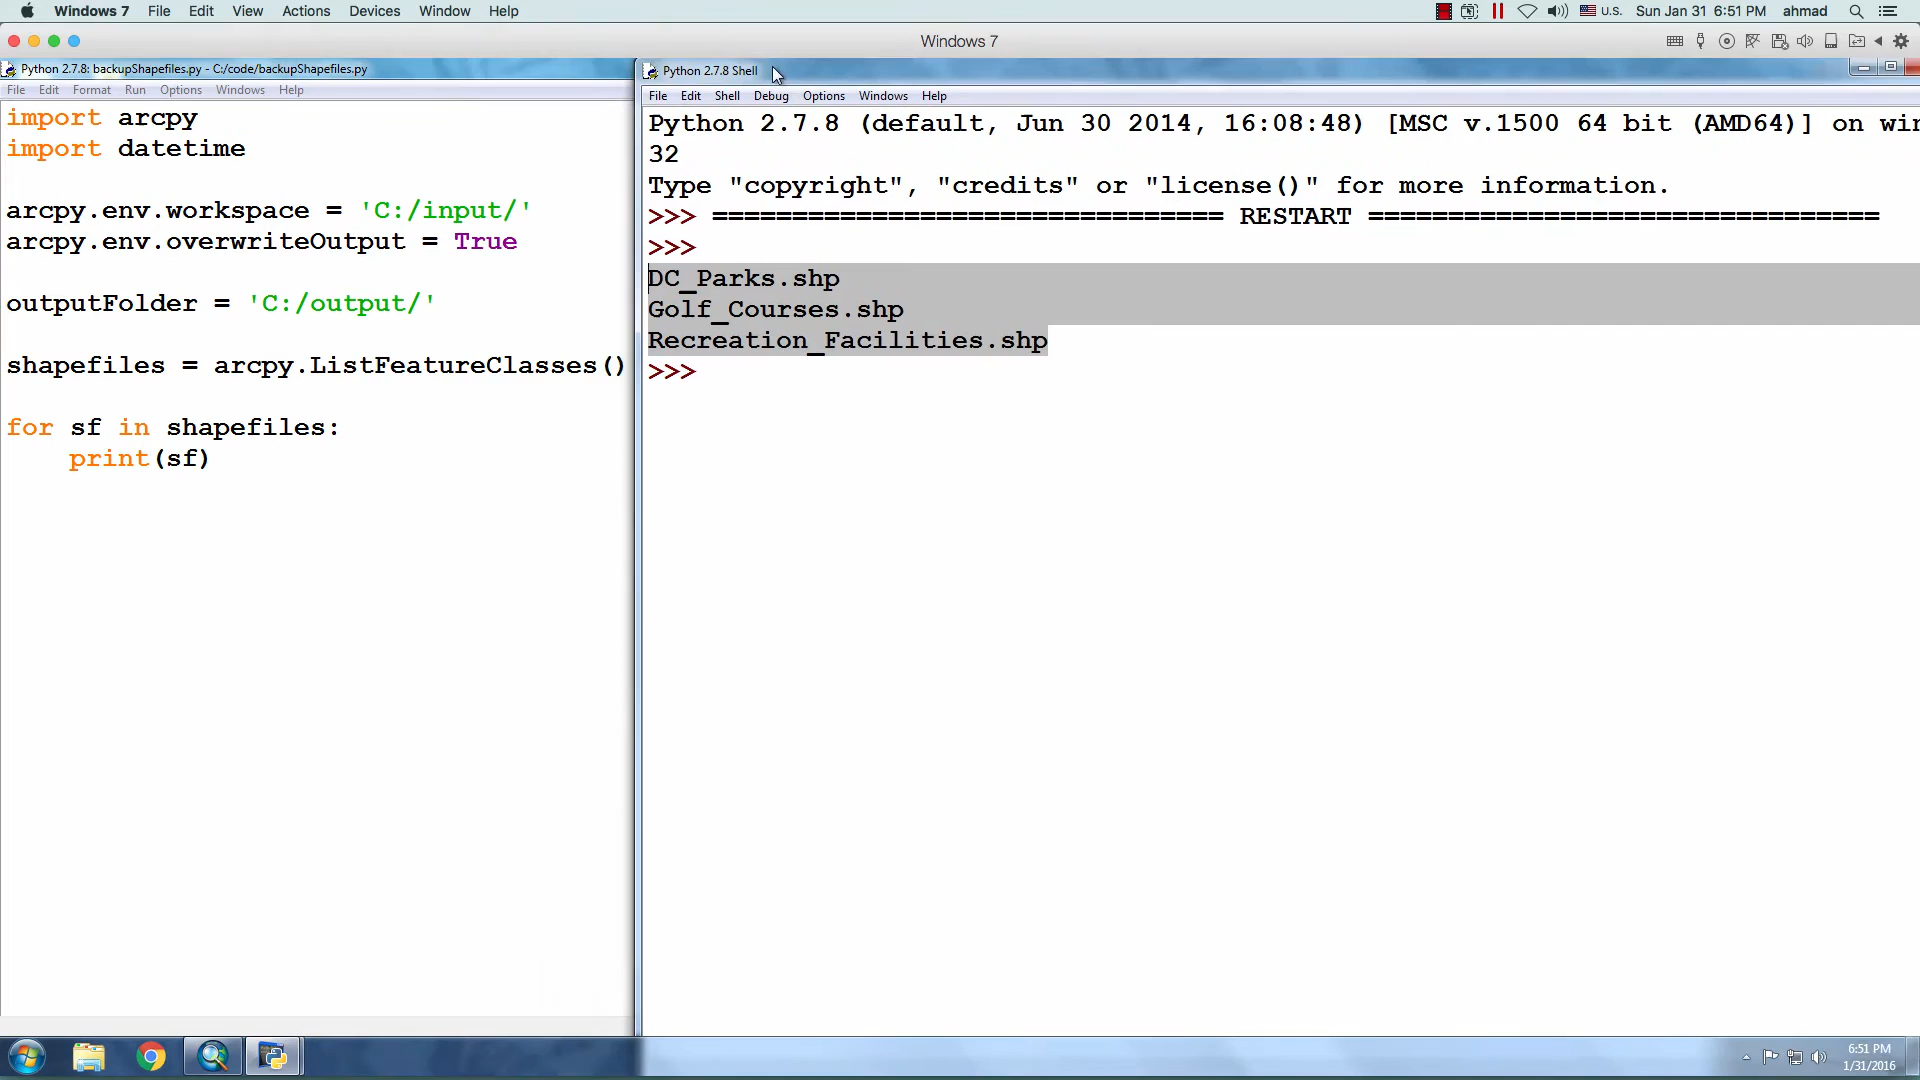 Windows 7 File Edit View Actions Devices Window Help U.S. Sun Jan 31 6:51 PM ahmad
Windows 7
Python 2.7.8: backupShapefiles.py - C:/code/backupShapefiles.py
File Edit Format Run Options Windows Help
import arcpy
import datetime
arcpy.env.workspace = 'C:/input/'
arcpy.env.overwriteOutput = True
outputFolder = 'C:/output/'
shapefiles = arcpy.ListFeatureClasses()
for sf in shapefiles:
print(sf)
Python 2.7.8 Shell
File Edit Shell Debug Options Windows Help
Python 2.7.8 (default, Jun 30 2014, 16:08:48) [MSC v.1500 64 bit (AMD64)] on win
32
Type "copyright", "credits" or "license()" for more information.
>>> ================================ RESTART ================================
>>>
DC_Parks.shp
Golf_Courses.shp
Recreation_Facilities.shp
>>>
6:51 PM
1/31/2016